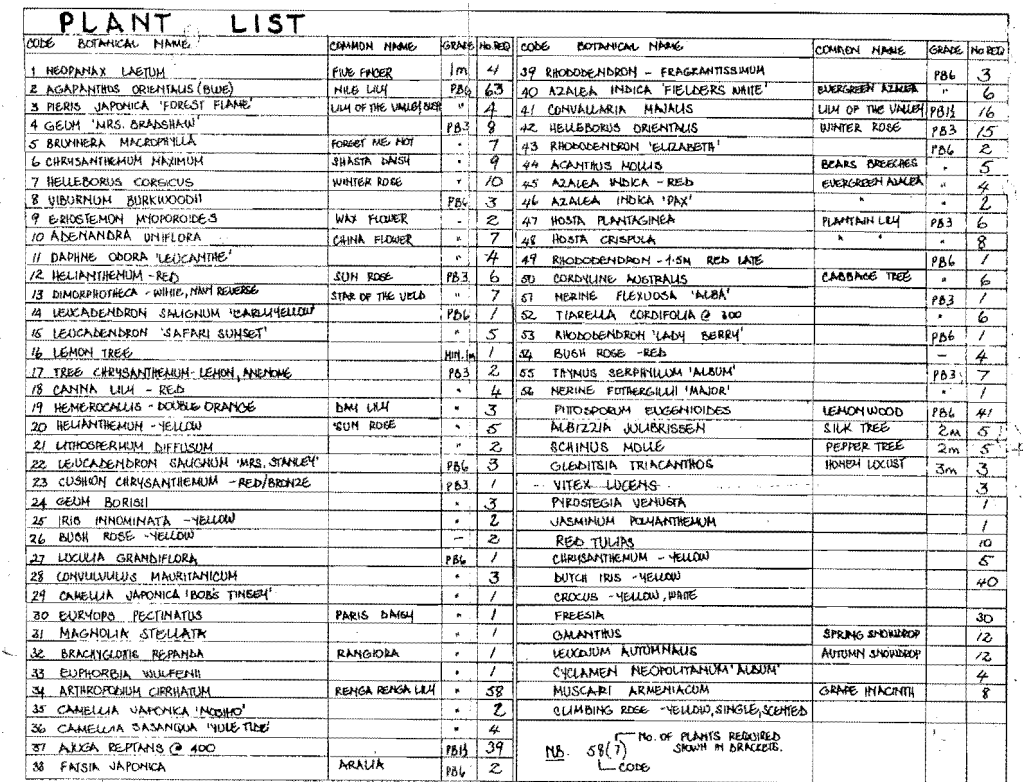 PLANT LIST
CODE BOTANICAL NAME COMMON NAME GRADE No REQ
1 NEOPANAX LAETUM FIVE FINGER 1m 4
2 AGAPANTHOS ORIENTALIS (BLUE) NILE LILY PB6 63
3 PIERIS JAPONICA 'FOREST FLAME' LILY OF THE VALLEY " 4
4 GEUM 'MRS. BRADSHAW' PB3 8
5 BRUNNERA MACROPHYLLA FORGET ME NOT " 7
6 CHRYSANTHEMUM MAXIMUM SHASTA DAISY " 9
7 HELLEBORUS CORSICUS WINTER ROSE " 10
8 VIBURNUM BURKWOODII PB6 3
9 ERIOSTEMON MYOPOROIDES WAX FLOWER - 2
10 ADENANDRA UNIFLORA CHINA FLOWER " 7
11 DAPHNE ODORA 'LEUCANTHE' " 4
12 HELIANTHEMUM - RED SUN ROSE PB3 6
13 DIMORPHOTHECA - WHITE, NAVY REVERSE STAR OF THE VELD " 7
14 LEUCADENDRON SALIGNUM 'EARLY YELLOW' PB6 1
15 LEUCADENDRON 'SAFARI SUNSET' " 5
16 LEMON TREE MIN. 1m 1
17 TREE CHRYSANTHEMUM - LEMON, ANENOME PB3 2
18 CANNA LILY - RED " 4
19 HEMEROCALLIS - DOUBLE ORANGE DAY LILY " 3
20 HELIANTHEMUM - YELLOW SUN ROSE " 5
21 LITHOSPERMUM DIFFUSUM " 2
22 LEUCADENDRON SALIGNUM 'MRS. STANLEY' PB6 3
23 CUSHION CHRYSANTHEMUM - RED/BRONZE PB3 1
24 GEUM BORISII " 3
25 IRIS INNOMINATA - YELLOW " 2
26 BUSH ROSE - YELLOW - 2
27 LUCULIA GRANDIFLORA PB6 1
28 CONVULVULUS MAURITANICUM " 3
29 CAMELLIA JAPONICA 'BOB'S TINSEY' " 1
30 EURYOPS PECTINATUS PARIS DAISY " 1
31 MAGNOLIA STELLATA " 1
32 BRACHYGLOTIS REPANDA RANGIORA " 1
33 EUPHORBIA WULFENII " 1
34 ARTHROPODIUM CIRRHATUM RENGA RENGA LILY " 58
35 CAMELLIA JAPONICA " 2
36 CAMELLIA SASANQUA 'YULE TIDE' " 4
37 AJUGA REPTANS @ 400 PB1½ 39
38 FATSIA JAPONICA ARALIA PB6 2
CODE BOTANICAL NAME COMMON NAME GRADE No REQ
39 RHODODENDRON - FRAGRANTISSIMUM PB6 3
40 AZALEA INDICA 'FIELDERS WHITE' EVERGREEN AZALEA " 6
41 CONVALLARIA MAJALIS LILY OF THE VALLEY PB1½ 16
42 HELLEBORUS ORIENTALIS WINTER ROSE PB3 15
43 RHODODENDRON 'ELIZABETH' PB6 2
44 ACANTHUS MOLLIS BEARS BREECHES " 5
45 AZALEA INDICA - RED EVERGREEN AZALEA " 4
46 AZALEA INDICA 'PAX' " " 2
47 HOSTA PLANTAGINEA PLANTAIN LILY PB3 6
48 HOSTA CRISPULA " " " 8
49 RHODODENDRON - 1.5M RED LATE PB6 1
50 CORDYLINE AUSTRALIS CABBAGE TREE " 6
51 NERINE FLEXUOSA 'ALBA' PB3 1
52 TIARELLA CORDIFOLIA @ 300 " 6
53 RHODODENDRON 'LADY BERRY' PB6 1
54 BUSH ROSE - RED - 4
55 THYMUS SERPHYLLUM 'ALBUM' PB3 7
56 NERINE FOTHERGILLII 'MAJOR' " 1
PITTOSPORUM EUGENIOIDES LEMONWOOD PB6 41
ALBIZZIA JULIBRISSEN SILK TREE 2m 5
SCHINUS MOLLE PEPPER TREE 2m 5
GLEDITSIA TRIACANTHOS HONEY LOCUST 3m 3
VITEX LUCENS 3
PYROSTEGIA VENUSTA 1
JASMINUM POLYANTHEMUM 1
RED TULIPS 10
CHRYSANTHEMUM - YELLOW 5
DUTCH IRIS - YELLOW 40
CROCUS - YELLOW, WHITE
FREESIA 30
GALANTHUS SPRING SNOWDROP 12
LEUCOJUM AUTUMNALIS AUTUMN SNOWDROP 12
CYCLAMEN NEOPOLITANUM 'ALBUM' 4
MUSCARI ARMENIACUM GRAPE HYACINTH 8
CLIMBING ROSE - YELLOW, SINGLE, SCENTED
NB. 58(7) No. OF PLANTS REQUIRED SHOWN IN BRACKETS.
CODE